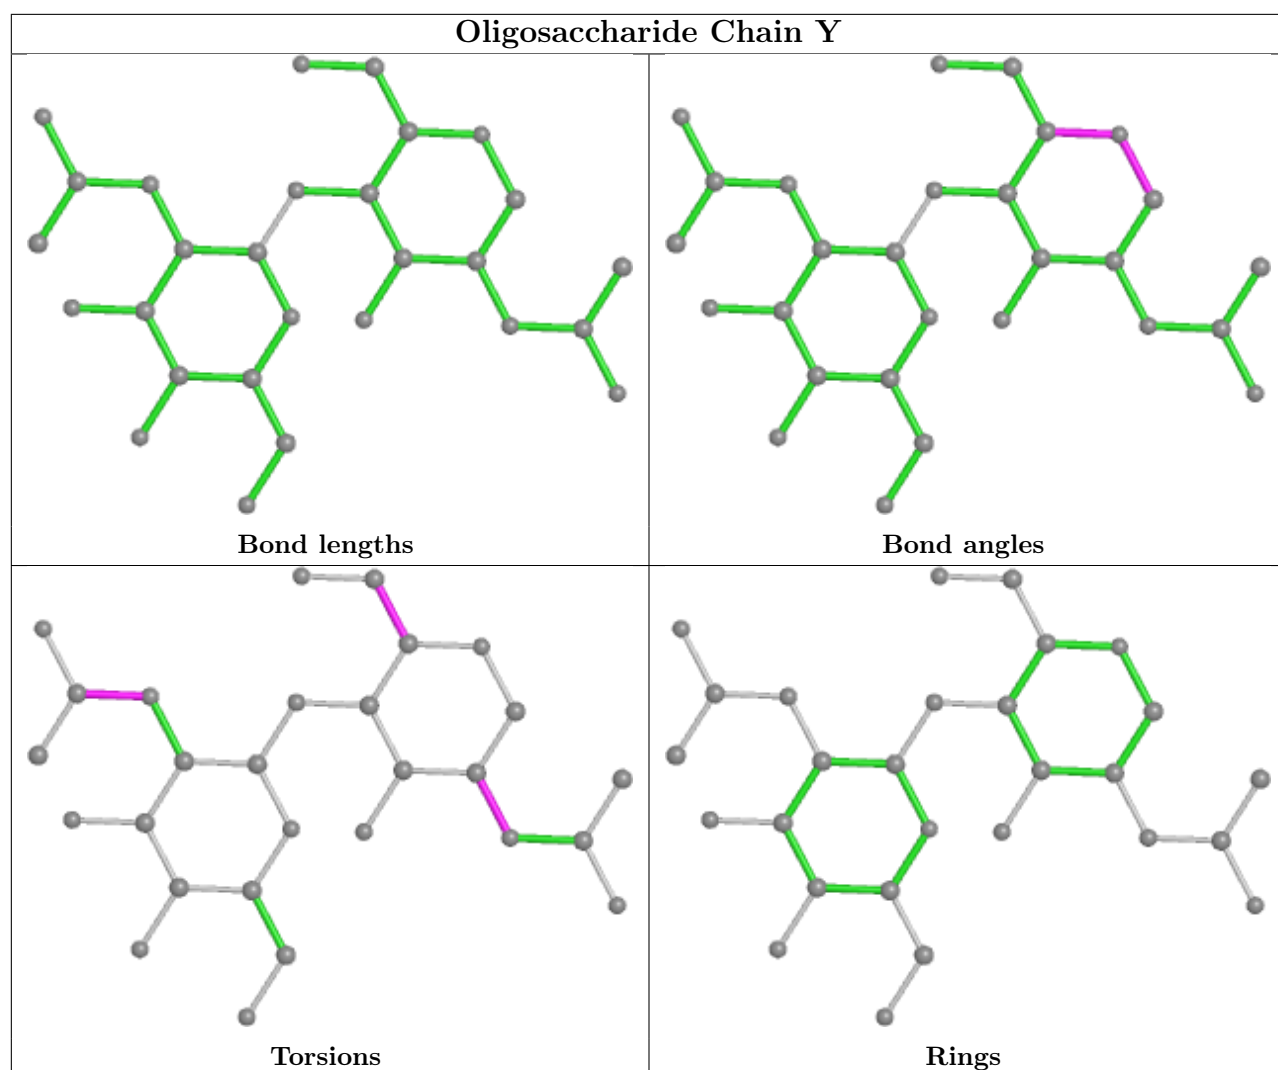 Oligosaccharide Chain Y
Bond lengths
Bond angles
Torsions
Rings